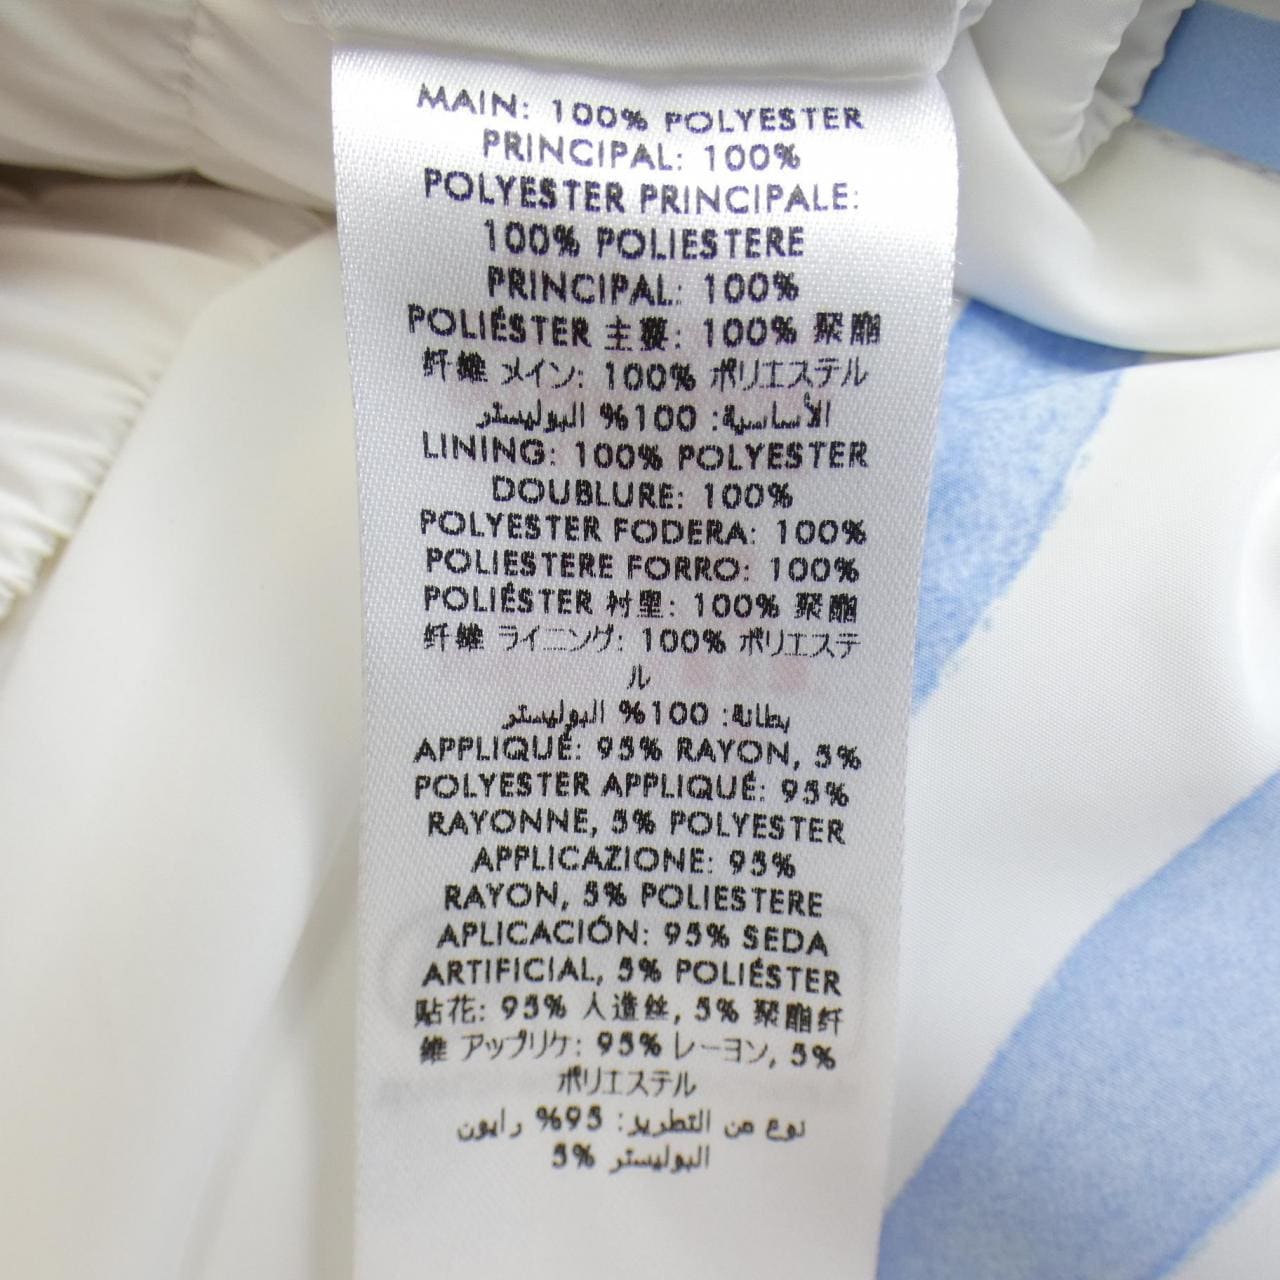 MAIN: 100% POLYESTER
PRINCIPAL: 100%
POLYESTER PRINCIPALE:
100% POLIESTERE
PRINCIPAL: 100%
POLIÉSTER 主要: 100% 聚酯
纤維 メイン: 100% ポリエステル
الأساسية: 100% البوليستر
LINING: 100% POLYESTER
DOUBLURE: 100%
POLYESTER FODERA: 100%
POLIESTERE FORRO: 100%
POLIÉSTER 衬里: 100% 聚酯
纤維 ライニング: 100% ポリエステ
ル
بطانة: 100% البوليستر
APPLIQUÉ: 95% RAYON, 5%
POLYESTER APPLIQUÉ: 95%
RAYONNE, 5% POLYESTER
APPLICAZIONE: 95%
RAYON, 5% POLIESTERE
APLICACIÓN: 95% SEDA
ARTIFICIAL, 5% POLIÉSTER
貼花: 95% 人造丝, 5% 聚酯纤
維 アップリケ: 95% レーヨン, 5%
ポリエステル
نوع من التطريز: 95% رايون
البوليستر 5%